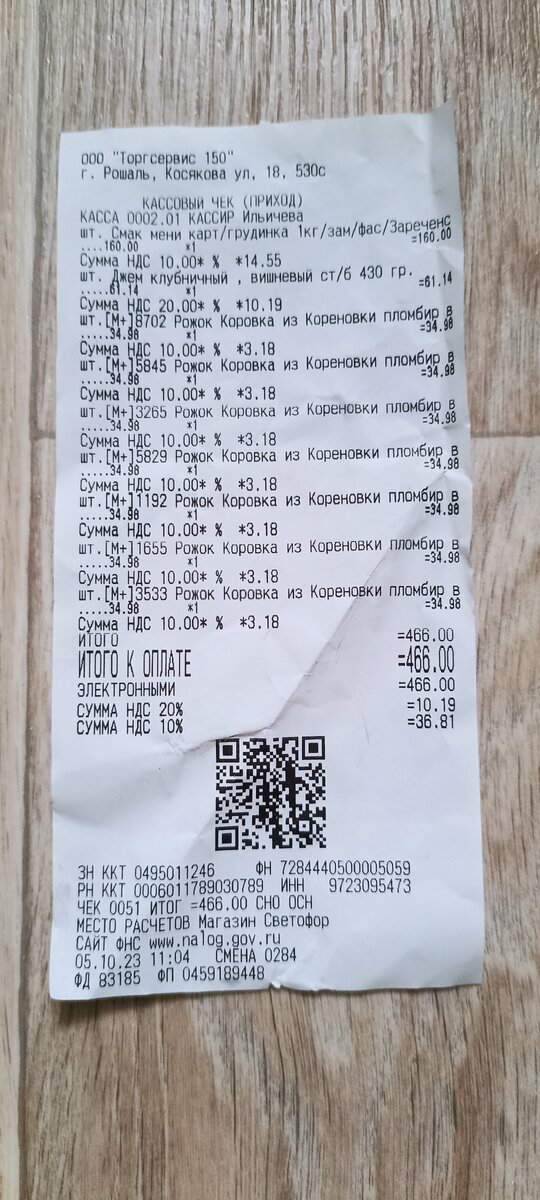 ООО "Торгсервис 150"
г. Рошаль, Косякова ул, 18, 530с
КАССОВЫЙ ЧЕК (ПРИХОД)
КАССА 0002.01 КАССИР Ильичева
шт. Смак мени карт/грудинка 1кг/зам/фас/Зареченс
....160.00 *1 =160.00
Сумма НДС 10.00* % *14.55
шт. Джем клубничный , вишневый ст/б 430 гр.
.....61.14 *1 =61.14
Сумма НДС 20.00* % *10.19
шт.[М+]8702 Рожок Коровка из Кореновки пломбир в
.....34.98 *1 =34.98
Сумма НДС 10.00* % *3.18
шт.[М+]5845 Рожок Коровка из Кореновки пломбир в
.....34.98 *1 =34.98
Сумма НДС 10.00* % *3.18
шт.[М+]3265 Рожок Коровка из Кореновки пломбир в
.....34.98 *1 =34.98
Сумма НДС 10.00* % *3.18
шт.[М+]5829 Рожок Коровка из Кореновки пломбир в
.....34.98 *1 =34.98
Сумма НДС 10.00* % *3.18
шт.[М+]1192 Рожок Коровка из Кореновки пломбир в
.....34.98 *1 =34.98
Сумма НДС 10.00* % *3.18
шт.[М+]1655 Рожок Коровка из Кореновки пломбир в
.....34.98 *1 =34.98
Сумма НДС 10.00* % *3.18
шт.[М+]3533 Рожок Коровка из Кореновки пломбир в
.....34.98 *1 =34.98
Сумма НДС 10.00* % *3.18
ИТОГО =466.00
ИТОГО К ОПЛАТЕ =466.00
ЭЛЕКТРОННЫМИ =466.00
СУММА НДС 20% =10.19
СУММА НДС 10% =36.81
ЗН ККТ 0495011246 ФН 7284440500005059
РН ККТ 0006011789030789 ИНН 9723095473
ЧЕК 0051 ИТОГ =466.00 СНО ОСН
МЕСТО РАСЧЕТОВ Магазин Светофор
САЙТ ФНС www.nalog.gov.ru
05.10.23 11:04 СМЕНА 0284
ФД 83185 ФП 0459189448